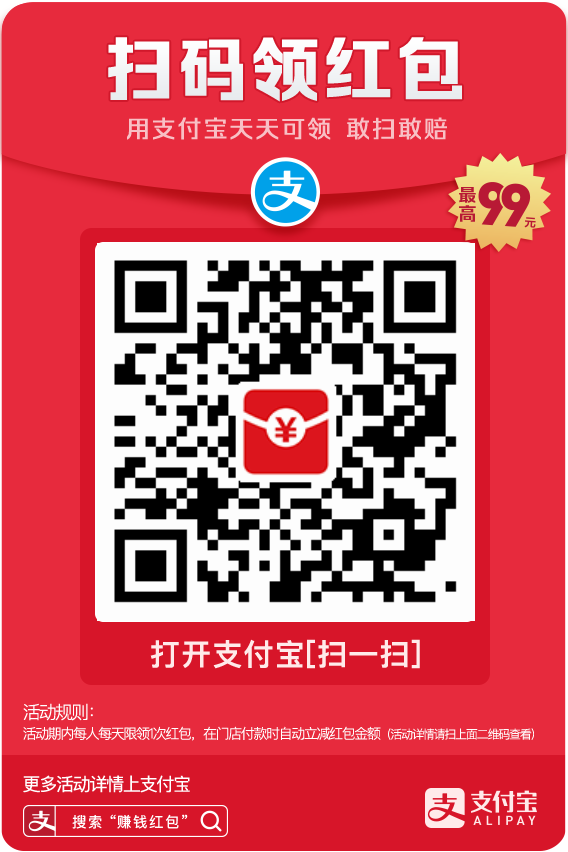 扫码领红包
用支付宝天天可领 敢扫敢赔
支
最高99元
¥
打开支付宝[扫一扫]
活动规则：
活动期内每人每天限领1次红包，在门店付款时自动立减红包金额（活动详情请扫上面二维码查看）
更多活动详情上支付宝
支 搜索“赚钱红包”
支 支付宝
ALIPAY